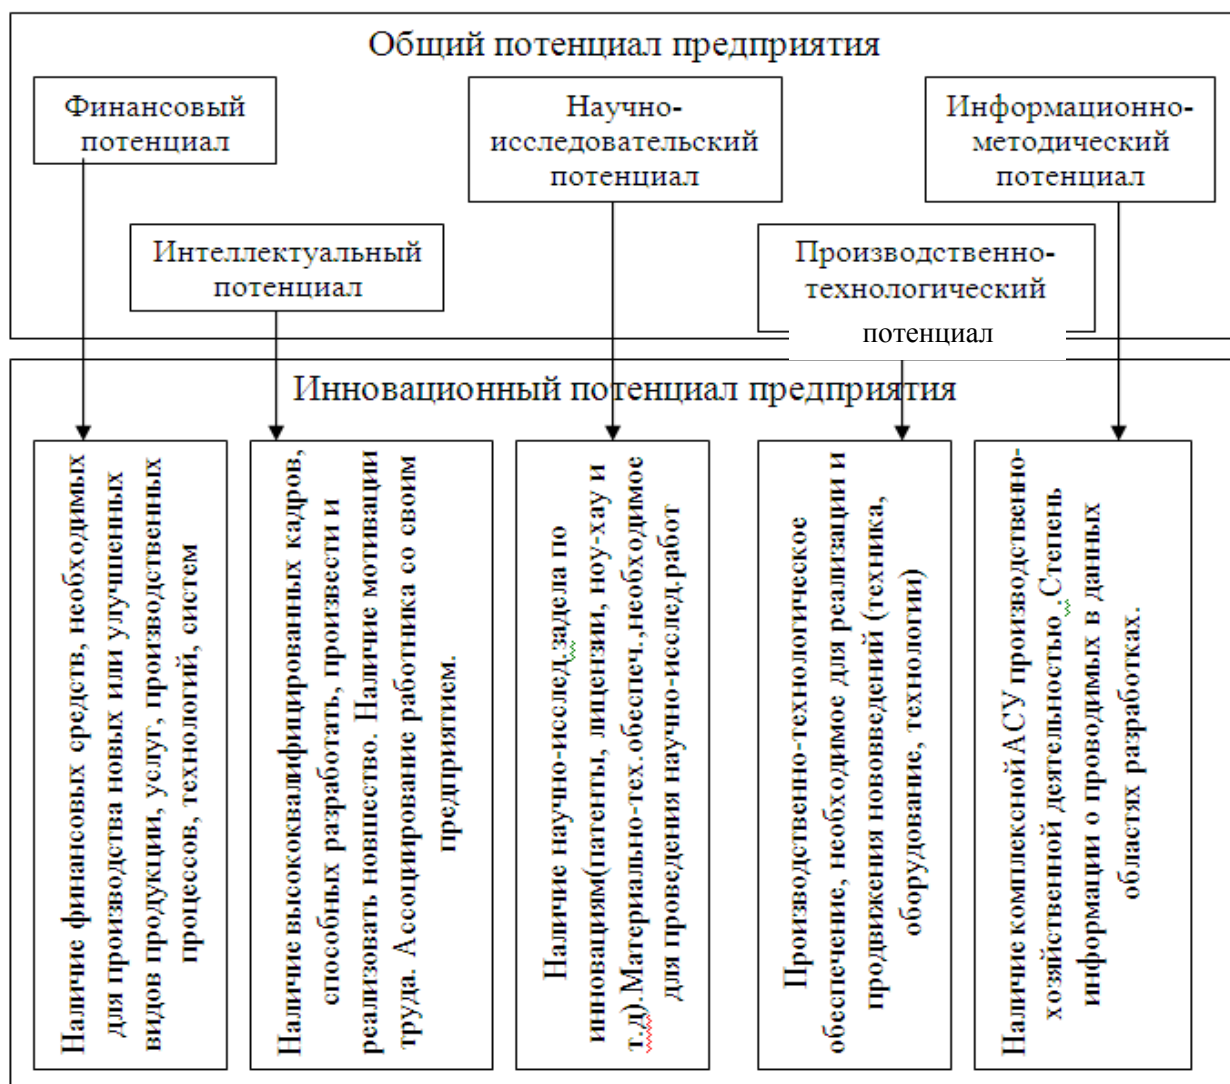 Общий потенциал предприятия
Финансовый
потенциал
Научно-
исследовательский
потенциал
Информационно-
методический
потенциал
Интеллектуальный
потенциал
Производственно-
технологический
потенциал
Инновационный потенциал предприятия
Наличие финансовых средств, необходимых
для производства новых или улучшенных
видов продукции, услуг, производственных
процессов, технологий, систем
Наличие высококвалифицированных кадров,
способных разработать, произвести и
реализовать новшество. Наличие мотивации
труда. Ассоциирование работника со своим
предприятием.
Наличие научно-исслед.задела по
инновациям(патенты, лицензии, ноу-хау и
т.д).Материально-тех.обеспеч.,необходимое
для проведения научно-исслед.работ
Производственно-технологическое
обеспечение, необходимое для реализации и
продвижения нововведений (техника,
оборудование, технологии)
Наличие комплексной АСУ производственно-
хозяйственной деятельностью .Степень
информации о проводимых в данных
областях разработках.